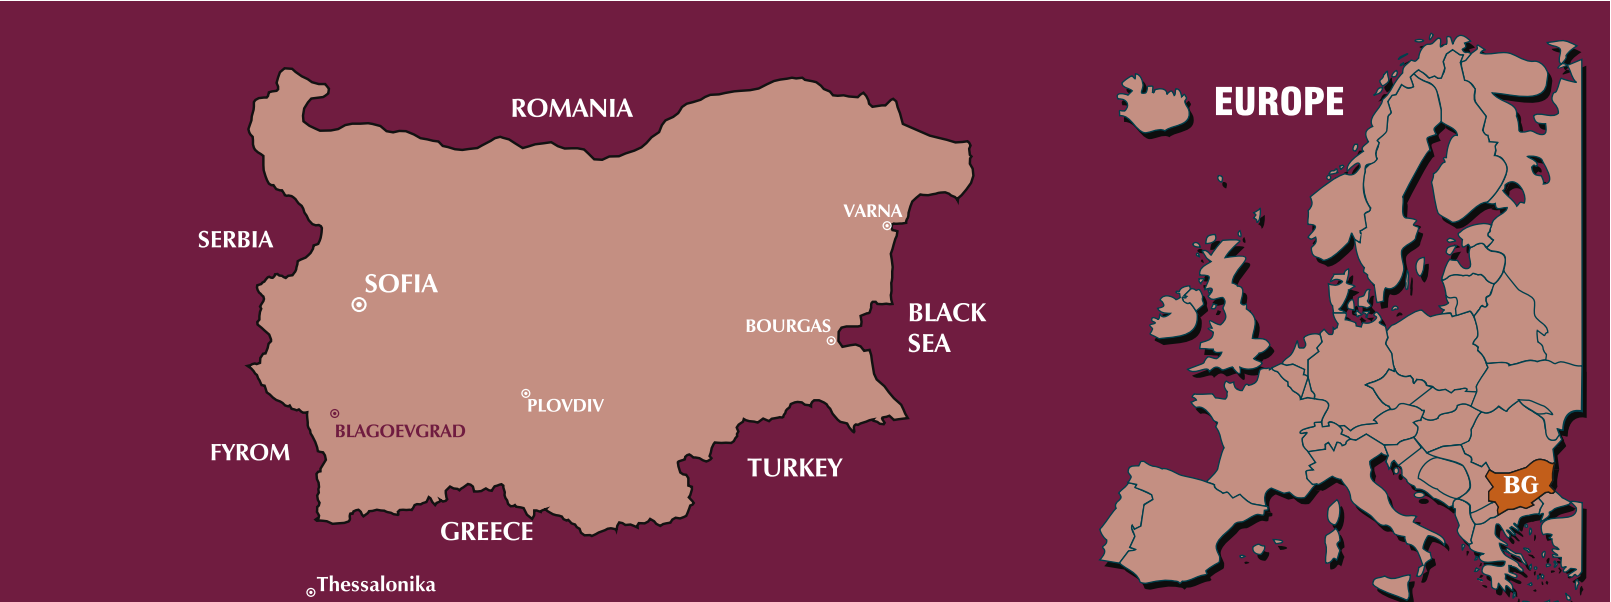 EUROPE
ROMANIA
VARNA
SERBIA
SOFIA
BLACK
SEA
BOURGAS
PLOVDIV
BLAGOEVGRAD
FYROM
TURKEY
BG
GREECE
Thessalonika